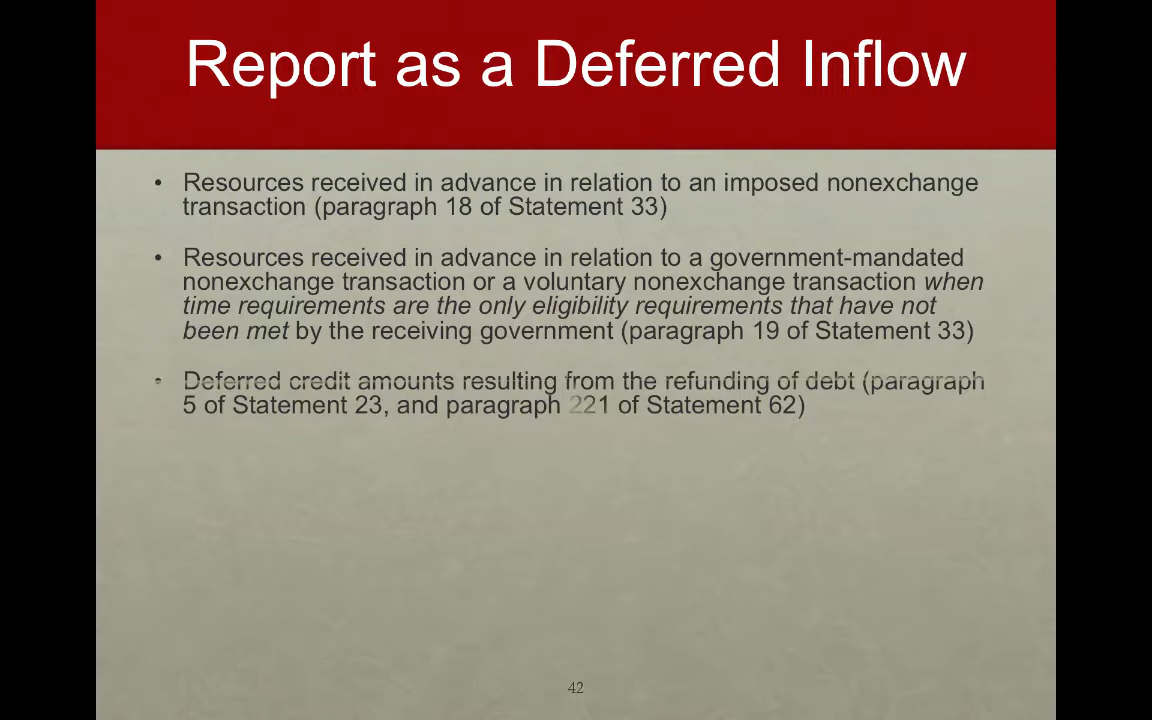 Report as a Deferred Inflow
• Resources received in advance in relation to an imposed nonexchange
transaction (paragraph 18 of Statement 33)
• Resources received in advance in relation to a government-mandated
nonexchange transaction or a voluntary nonexchange transaction when
time requirements are the only eligibility requirements that have not
been met by the receiving government (paragraph 19 of Statement 33)
• Deferred credit amounts resulting from the refunding of debt (paragraph
5 of Statement 23, and paragraph 221 of Statement 62)
42